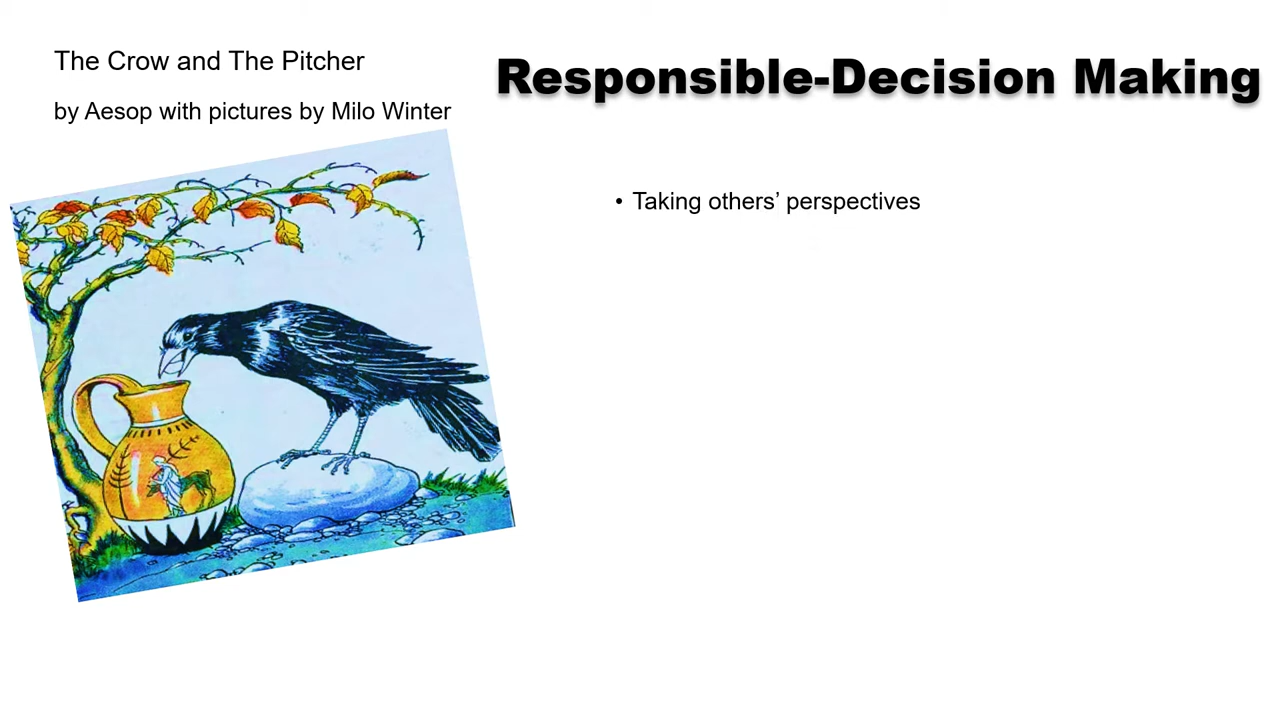 The Crow and The Pitcher
by Aesop with pictures by Milo Winter
Responsible-Decision Making
• Taking others’ perspectives